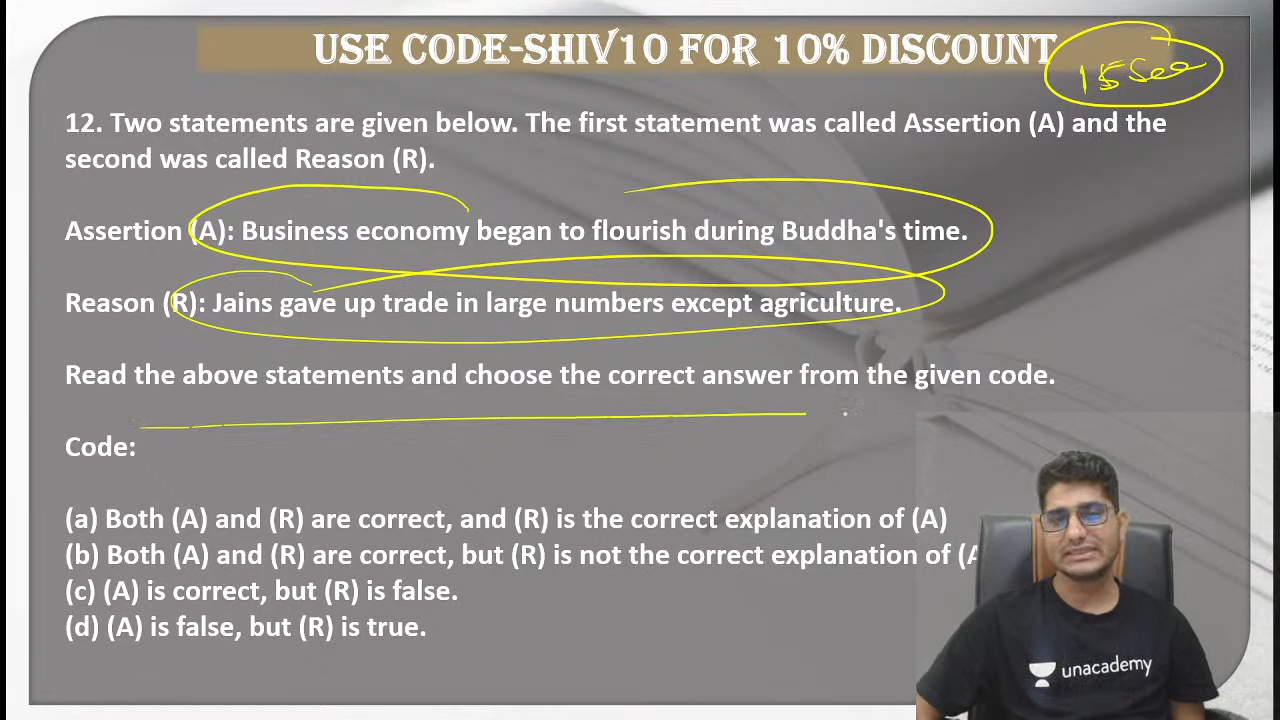 USE CODE-SHIV10 FOR 10% DISCOUNT
15 Sec
12. Two statements are given below. The first statement was called Assertion (A) and the
second was called Reason (R).
Assertion (A): Business economy began to flourish during Buddha's time.
Reason (R): Jains gave up trade in large numbers except agriculture.
Read the above statements and choose the correct answer from the given code.
Code:
(a) Both (A) and (R) are correct, and (R) is the correct explanation of (A)
(b) Both (A) and (R) are correct, but (R) is not the correct explanation of (A
(c) (A) is correct, but (R) is false.
(d) (A) is false, but (R) is true.
unacademy